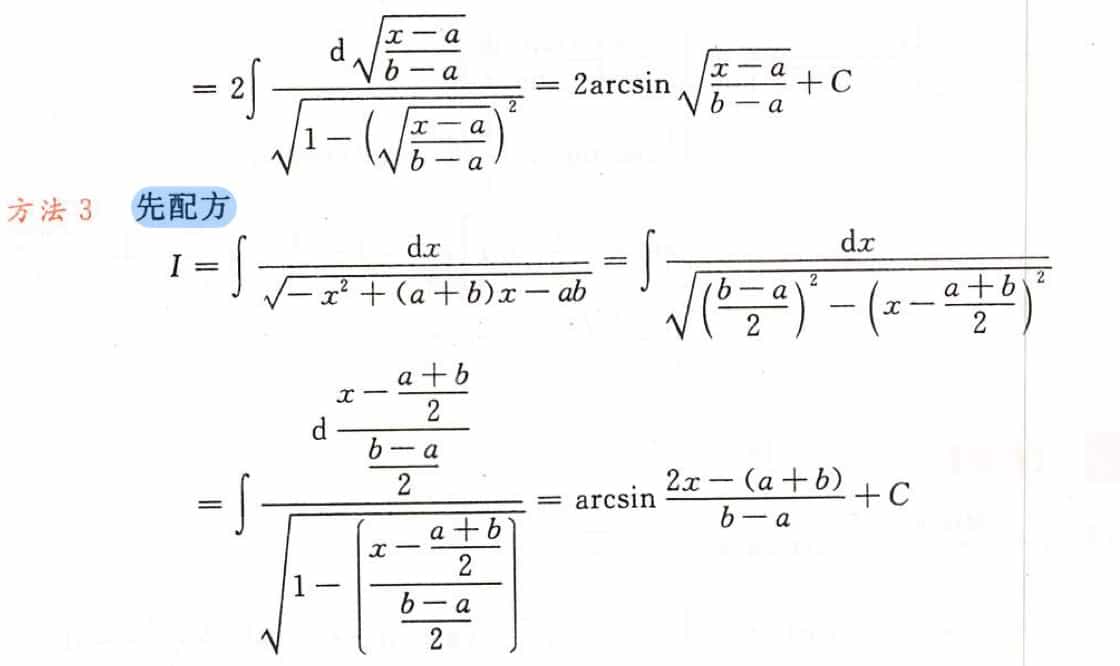 $= 2\int \frac{\mathrm{d}\sqrt{\frac{x-a}{b-a}}}{\sqrt{1-\left(\sqrt{\frac{x-a}{b-a}}\right)^2}} = 2\arcsin\sqrt{\frac{x-a}{b-a}}+C$
方法 3 先配方
$I = \int \frac{\mathrm{d}x}{\sqrt{-x^2+(a+b)x-ab}} = \int \frac{\mathrm{d}x}{\sqrt{\left(\frac{b-a}{2}\right)^2-\left(x-\frac{a+b}{2}\right)^2}}$
$= \int \frac{\mathrm{d}\frac{x-\frac{a+b}{2}}{\frac{b-a}{2}}}{\sqrt{1-\left(\frac{x-\frac{a+b}{2}}{\frac{b-a}{2}}\right)}} = \arcsin\frac{2x-(a+b)}{b-a}+C$